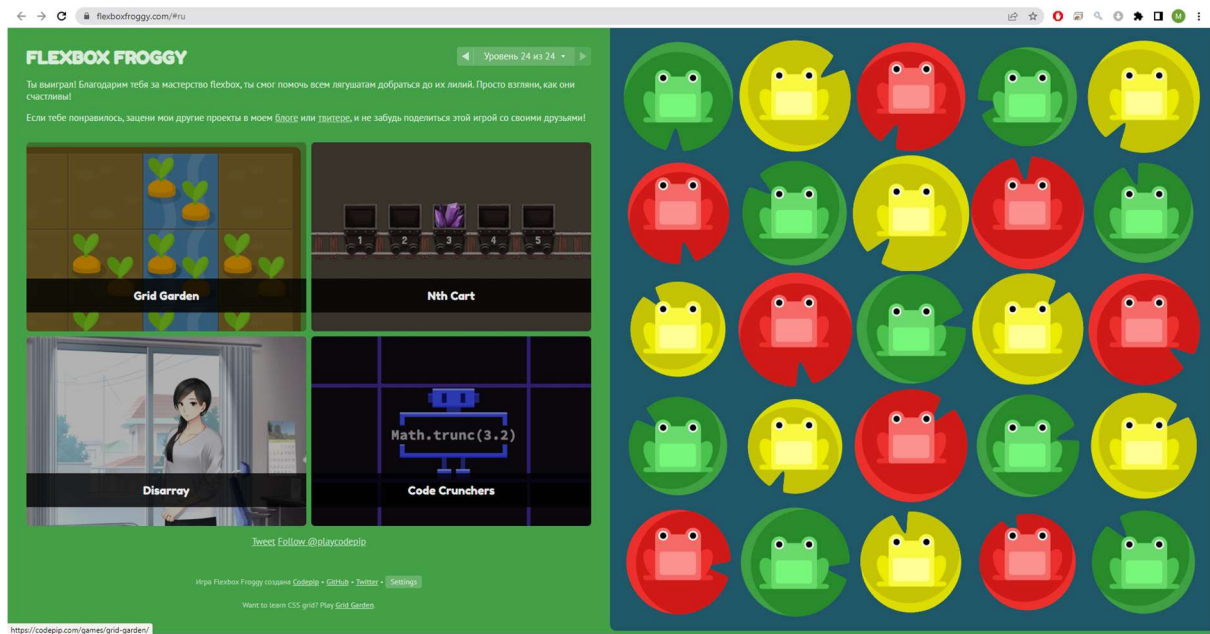 flexboxfroggy.com/#ru
M
FLEXBOX FROGGY
Уровень 24 из 24
Ты выиграл! Благодарим тебя за мастерство flexbox, ты смог помочь всем лягушатам добраться до их лилий. Просто взгляни, как они
счастливы!
Если тебе понравилось, зацени мои другие проекты в моем блоге или твитере, и не забудь поделиться этой игрой со своими друзьями!
1 2 3 4 5
Grid Garden
Nth Cart
Math.trunc(3.2)
Disarray
Code Crunchers
Tweet Follow @playcodepip
Игра Flexbox Froggy создана Codepip • GitHub • Twitter • Settings
Want to learn CSS grid? Play Grid Garden.
https://codepip.com/games/grid-garden/